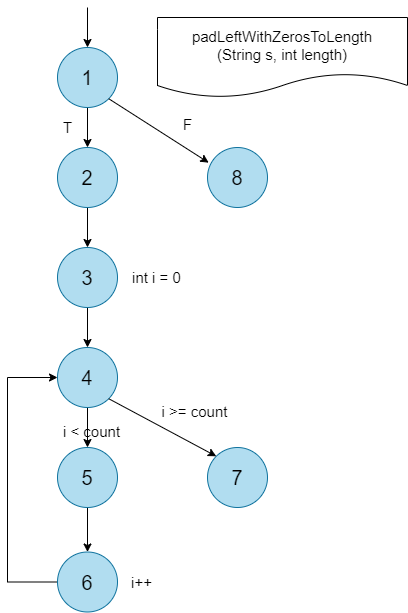 padLeftWithZerosToLength
(String s, int length)
1
T
F
2
8
3
int i = 0
4
i >= count
i < count
5
7
6
i++